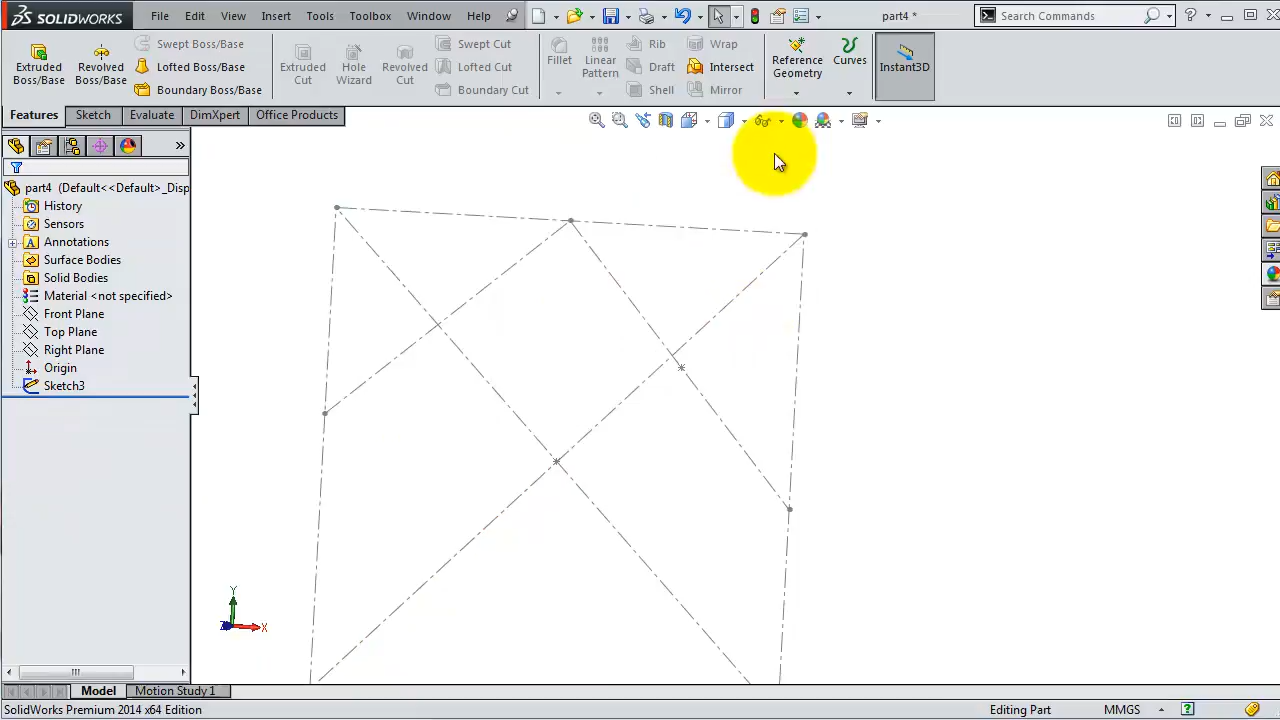 SOLIDWORKS File Edit View Insert Tools Toolbox Window Help part4 * Search Commands
Extruded Boss/Base
Revolved Boss/Base
Swept Boss/Base
Lofted Boss/Base
Boundary Boss/Base
Extruded Cut
Hole Wizard
Revolved Cut
Swept Cut
Lofted Cut
Boundary Cut
Fillet
Linear Pattern
Rib
Draft
Shell
Wrap
Intersect
Mirror
Reference Geometry
Curves
Instant3D
Features Sketch Evaluate DimXpert Office Products
part4 (Default<<Default>_Disp
History
Sensors
Annotations
Surface Bodies
Solid Bodies
Material <not specified>
Front Plane
Top Plane
Right Plane
Origin
Sketch3
Y
Z X
Model Motion Study 1
SolidWorks Premium 2014 x64 Edition Editing Part MMGS